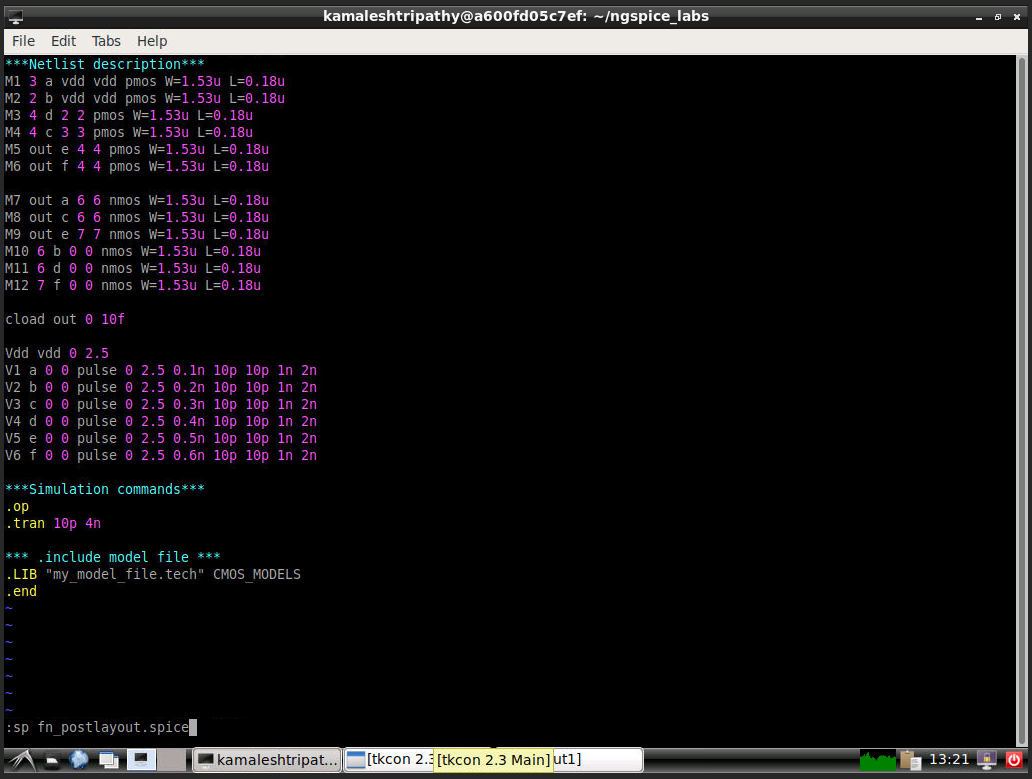 kamaleshtripathy@a600fd05c7ef: ~/ngspice_labs
File Edit Tabs Help
***Netlist description***
M1 3 a vdd vdd pmos W=1.53u L=0.18u
M2 2 b vdd vdd pmos W=1.53u L=0.18u
M3 4 d 2 2 pmos W=1.53u L=0.18u
M4 4 c 3 3 pmos W=1.53u L=0.18u
M5 out e 4 4 pmos W=1.53u L=0.18u
M6 out f 4 4 pmos W=1.53u L=0.18u
M7 out a 6 6 nmos W=1.53u L=0.18u
M8 out c 6 6 nmos W=1.53u L=0.18u
M9 out e 7 7 nmos W=1.53u L=0.18u
M10 6 b 0 0 nmos W=1.53u L=0.18u
M11 6 d 0 0 nmos W=1.53u L=0.18u
M12 7 f 0 0 nmos W=1.53u L=0.18u
cload out 0 10f
Vdd vdd 0 2.5
V1 a 0 0 pulse 0 2.5 0.1n 10p 10p 1n 2n
V2 b 0 0 pulse 0 2.5 0.2n 10p 10p 1n 2n
V3 c 0 0 pulse 0 2.5 0.3n 10p 10p 1n 2n
V4 d 0 0 pulse 0 2.5 0.4n 10p 10p 1n 2n
V5 e 0 0 pulse 0 2.5 0.5n 10p 10p 1n 2n
V6 f 0 0 pulse 0 2.5 0.6n 10p 10p 1n 2n
***Simulation commands***
.op
.tran 10p 4n
*** .include model file ***
.LIB "my_model_file.tech" CMOS_MODELS
.end
~
~
~
~
~
~
~
:sp fn_postlayout.spice
kamaleshtripat... [tkcon 2.3 [tkcon 2.3 Main] ut1] 13:21